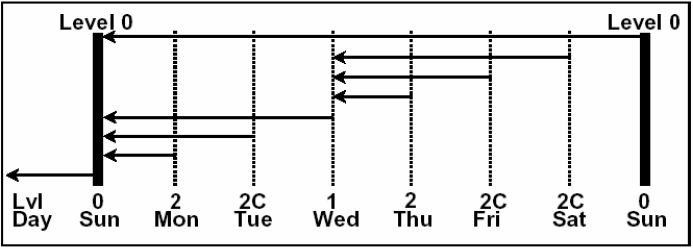 Level 0 Level 0
Lvl 0 2 2C 1 2 2C 2C 0
Day Sun Mon Tue Wed Thu Fri Sat Sun